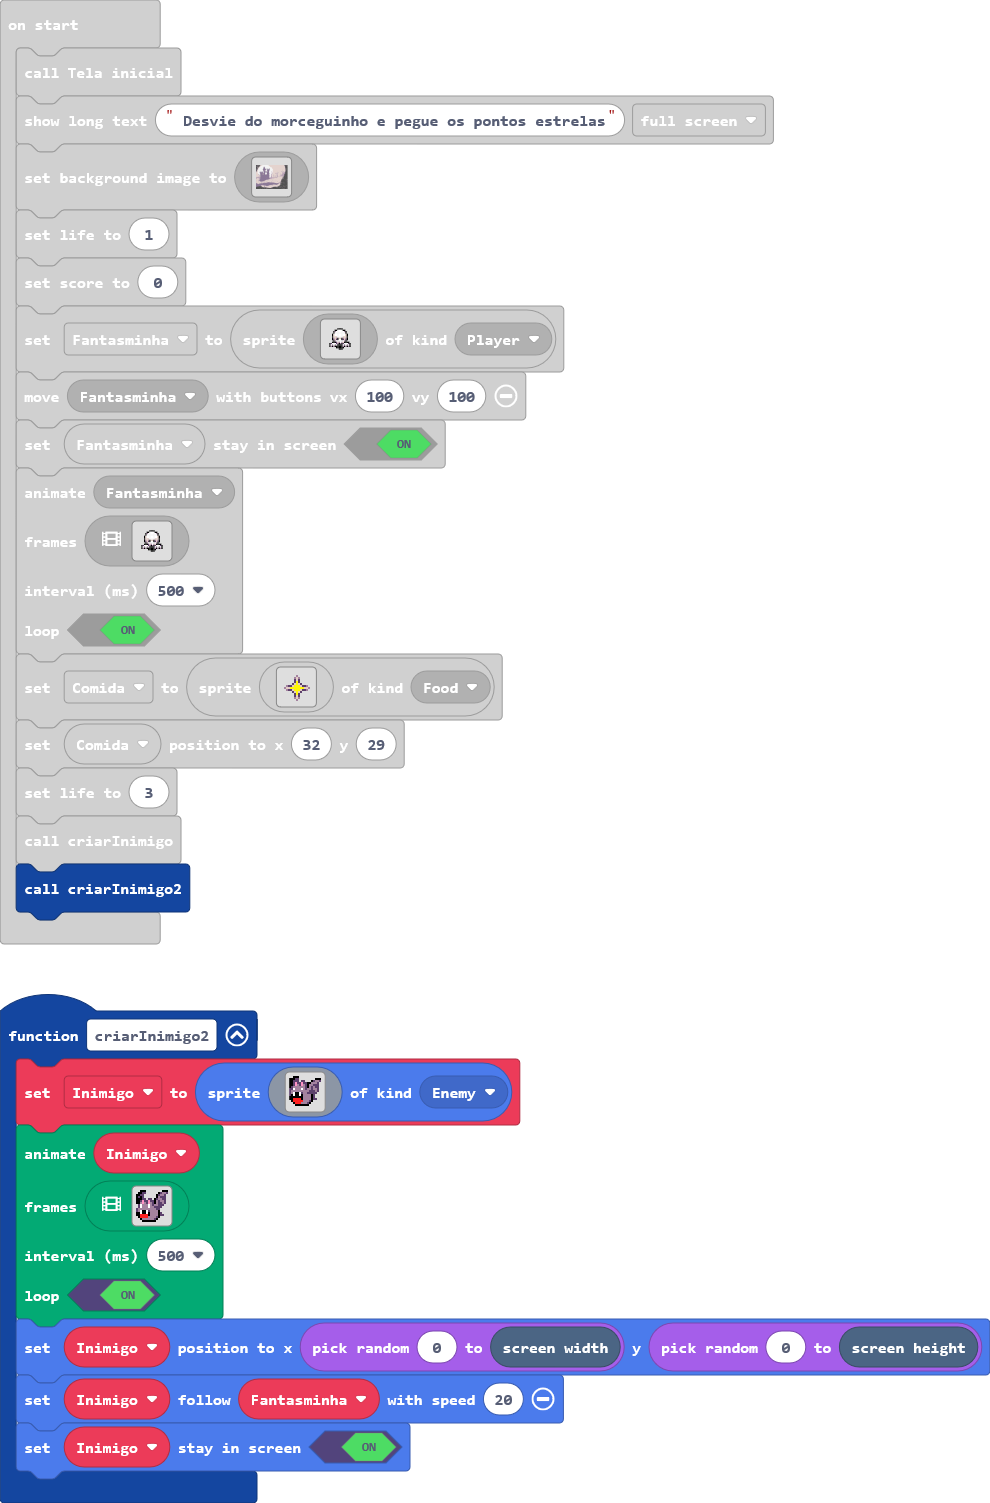 on start
call Tela inicial
show long text " Desvie do morceguinho e pegue os pontos estrelas" full screen
set background image to
set life to 1
set score to 0
set Fantasminha to sprite of kind Player
move Fantasminha with buttons vx 100 vy 100
set Fantasminha stay in screen ON
animate Fantasminha
frames
interval (ms) 500
loop ON
set Comida to sprite of kind Food
set Comida position to x 32 y 29
set life to 3
call criarInimigo
call criarInimigo2
function criarInimigo2
set Inimigo to sprite of kind Enemy
animate Inimigo
frames
interval (ms) 500
loop ON
set Inimigo position to x pick random 0 to screen width y pick random 0 to screen height
set Inimigo follow Fantasminha with speed 20
set Inimigo stay in screen ON